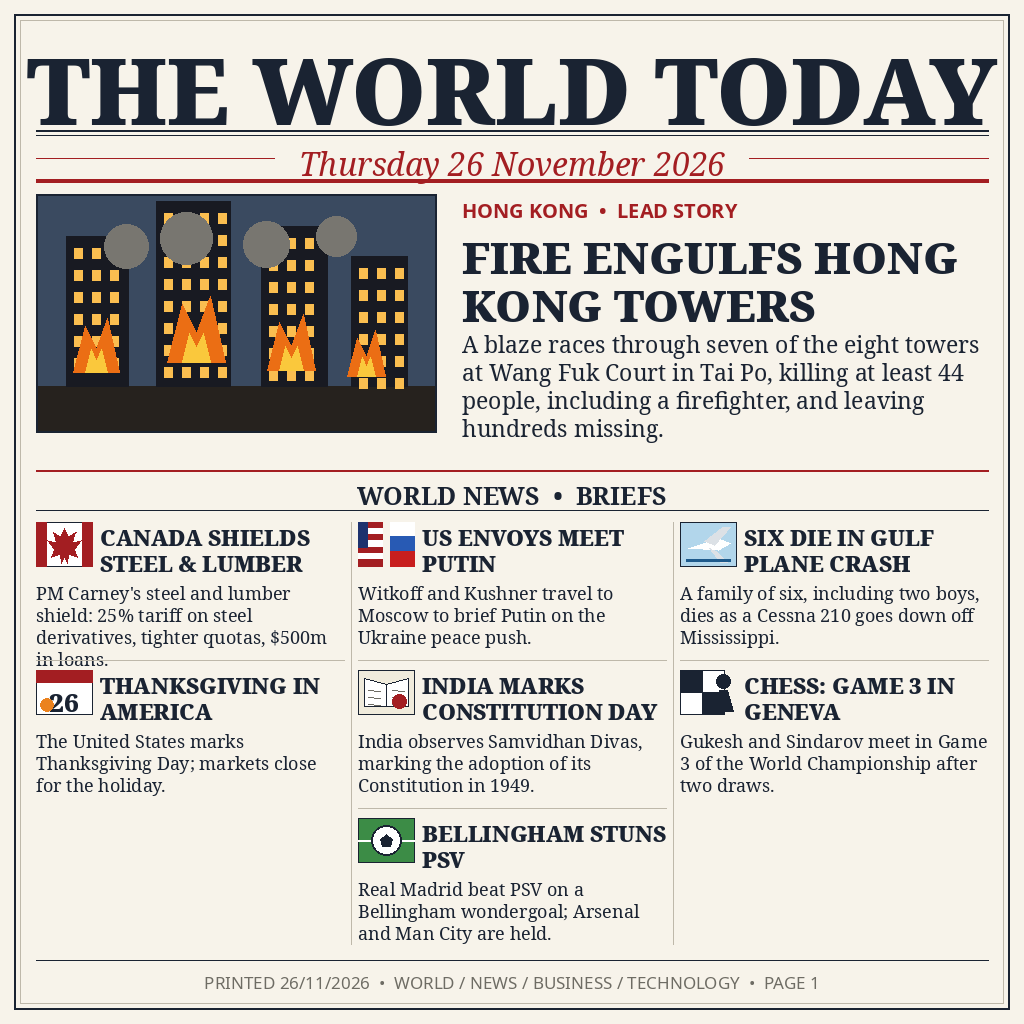 THE WORLD TODAY
Thursday 26 November 2026
HONG KONG • LEAD STORY
FIRE ENGULFS HONG
KONG TOWERS
A blaze races through seven of the eight towers
at Wang Fuk Court in Tai Po, killing at least 44
people, including a firefighter, and leaving
hundreds missing.
WORLD NEWS • BRIEFS
CANADA SHIELDS
STEEL & LUMBER
PM Carney's steel and lumber
shield: 25% tariff on steel
derivatives, tighter quotas, $500m
in loans.
US ENVOYS MEET
PUTIN
Witkoff and Kushner travel to
Moscow to brief Putin on the
Ukraine peace push.
SIX DIE IN GULF
PLANE CRASH
A family of six, including two boys,
dies as a Cessna 210 goes down off
Mississippi.
26
THANKSGIVING IN
AMERICA
The United States marks
Thanksgiving Day; markets close
for the holiday.
INDIA MARKS
CONSTITUTION DAY
India observes Samvidhan Divas,
marking the adoption of its
Constitution in 1949.
CHESS: GAME 3 IN
GENEVA
Gukesh and Sindarov meet in Game
3 of the World Championship after
two draws.
BELLINGHAM STUNS
PSV
Real Madrid beat PSV on a
Bellingham wondergoal; Arsenal
and Man City are held.
PRINTED 26/11/2026 • WORLD / NEWS / BUSINESS / TECHNOLOGY • PAGE 1